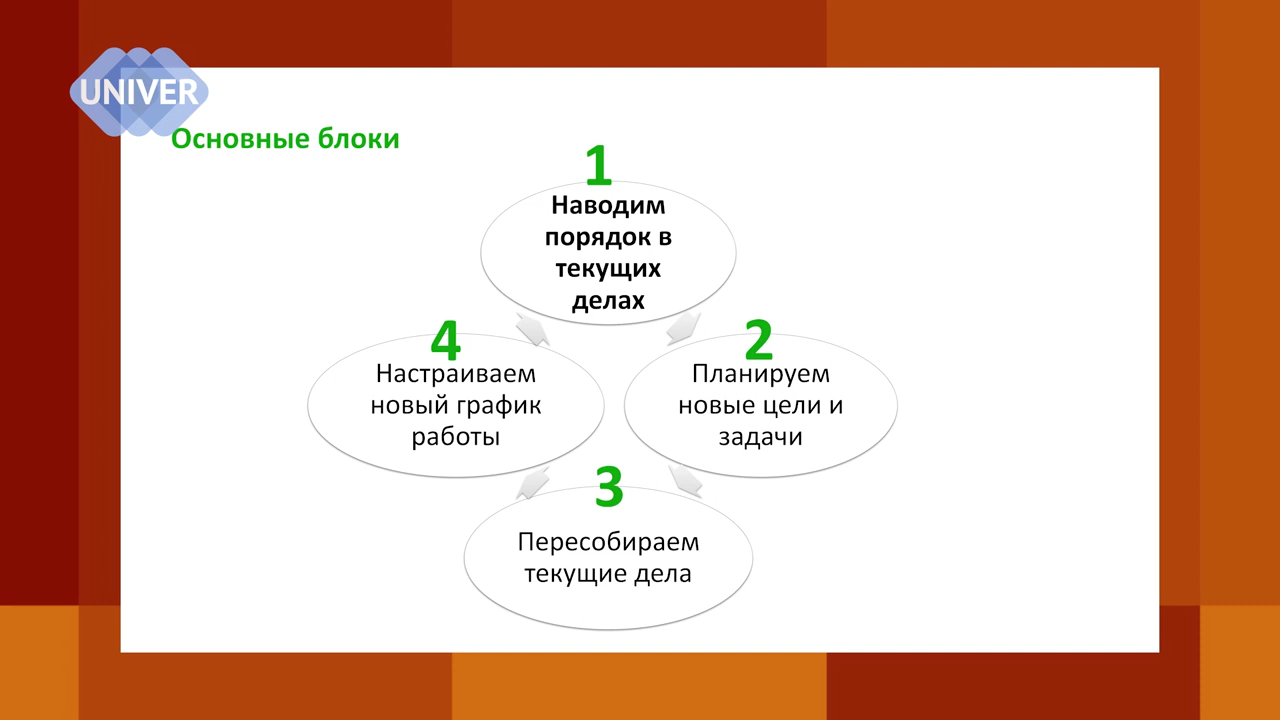 UNIVER
Основные блоки
1
Наводим
порядок в
текущих
делах
2
Планируем
новые цели и
задачи
3
Пересобираем
текущие дела
4
Настраиваем
новый график
работы